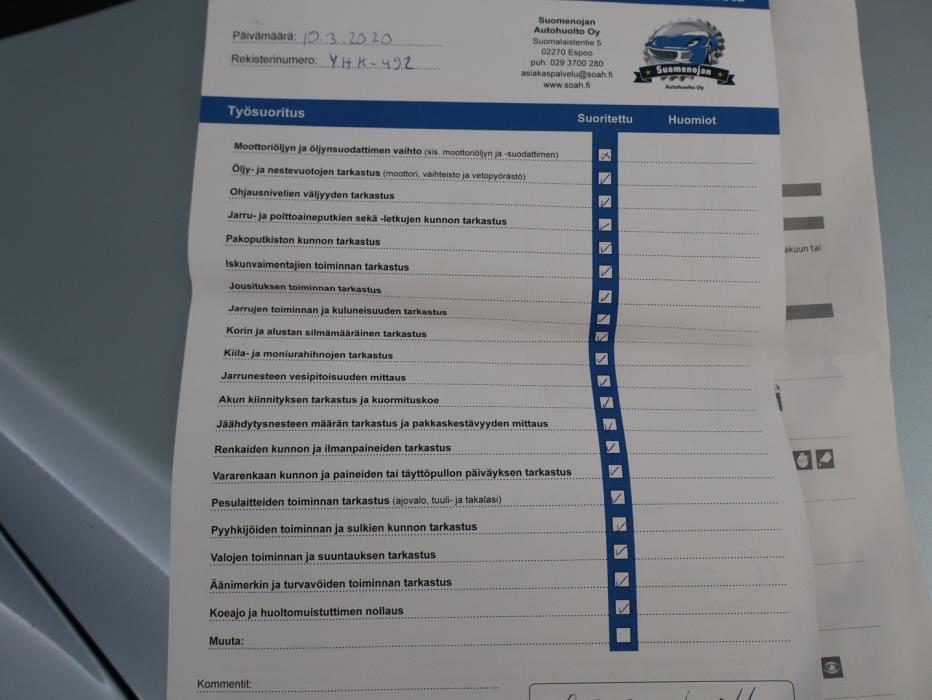 Päivämäärä: 10.3.2020
Rekisterinumero: YHK-492
Suomenojan
Autohuolto Oy
Suomalaistentie 5
02270 Espoo
puh: 029 3700 280
asiakaspalvelu@soah.fi
www.soah.fi
Suomenojan
Autohuolto Oy
Työsuoritus Suoritettu Huomiot
Moottoriöljyn ja öljynsuodattimen vaihto (sis. moottoriöljyn ja -suodattimen)
Öljy- ja nestevuotojen tarkastus (moottori, vaihteisto ja vetopyörästö)
Ohjausnivelien väljyyden tarkastus
Jarru- ja polttoaineputkien sekä -letkujen kunnon tarkastus
Pakoputkiston kunnon tarkastus
Iskunvaimentajien toiminnan tarkastus
Jousituksen toiminnan tarkastus
Jarrujen toiminnan ja kuluneisuuden tarkastus
Korin ja alustan silmämääräinen tarkastus
Kiila- ja moniurahihnojen tarkastus
Jarrunesteen vesipitoisuuden mittaus
Akun kiinnityksen tarkastus ja kuormituskoe
Jäähdytysnesteen määrän tarkastus ja pakkaskestävyyden mittaus
Renkaiden kunnon ja ilmanpaineiden tarkastus
Vararenkaan kunnon ja paineiden tai täyttöpullon päiväyksen tarkastus
Pesulaitteiden toiminnan tarkastus (ajovalo, tuuli- ja takalasi)
Pyyhkijöiden toiminnan ja sulkien kunnon tarkastus
Valojen toiminnan ja suuntauksen tarkastus
Äänimerkin ja turvavöiden toiminnan tarkastus
Koeajo ja huoltomuistuttimen nollaus
Muuta:
Kommentit:
akuun tai